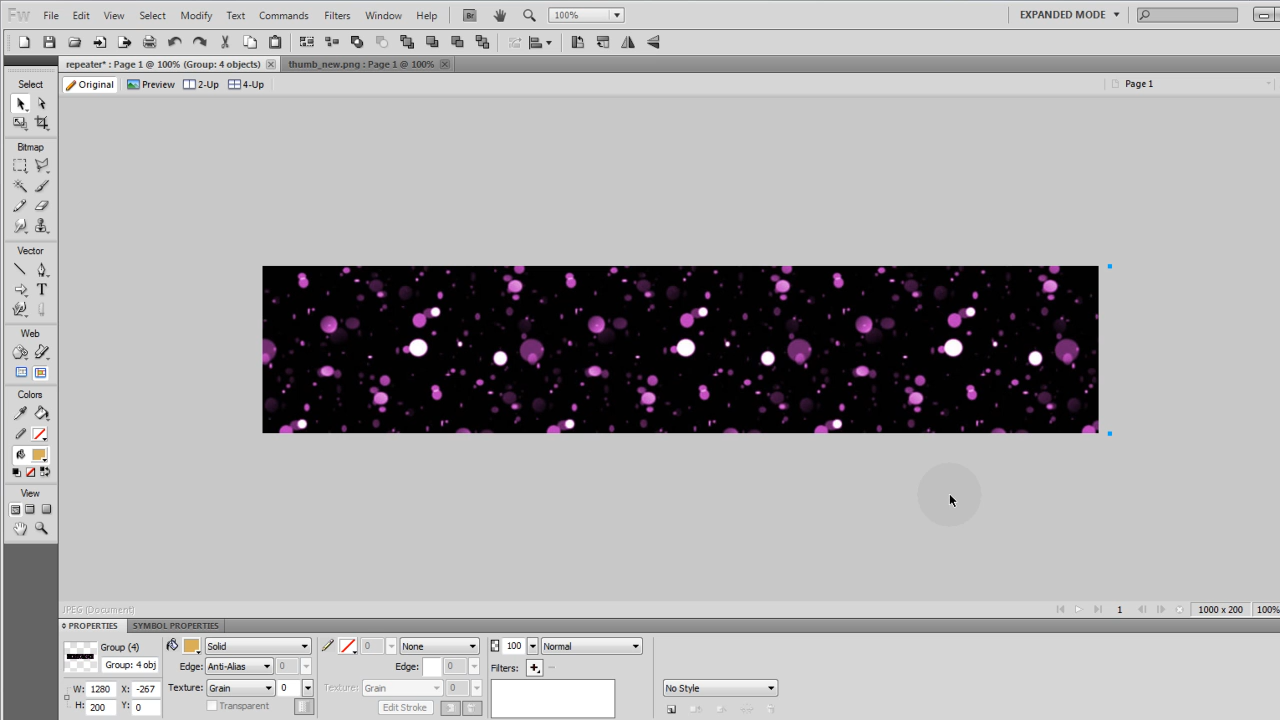 Fw File Edit View Select Modify Text Commands Filters Window Help Br 100% EXPANDED MODE
repeater* : Page 1 @ 100% (Group: 4 objects) thumb_new.png : Page 1 @ 100%
Original Preview 2-Up 4-Up Page 1
Select
Bitmap
Vector
T
Web
Colors
View
JPEG (Document) 1 1000 x 200 100%
PROPERTIES SYMBOL PROPERTIES
Group (4) Solid 0 None 100 Normal
Group: 4 obj Edge: Anti-Alias 0 Edge: 0 Filters:
W: 1280 X: -267 Texture: Grain 0 Texture: Grain 0 No Style
H: 200 Y: 0 Transparent Edit Stroke